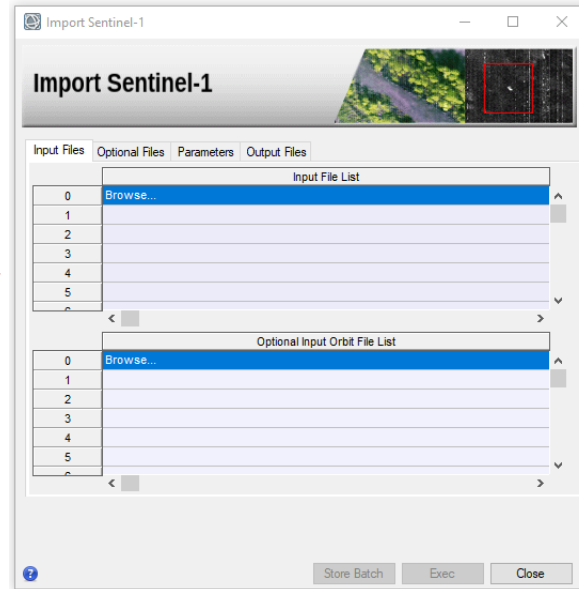 Import Sentinel-1
Import Sentinel-1
Input Files Optional Files Parameters Output Files
Input File List
0 Browse...
1
2
3
4
5
Optional Input Orbit File List
0 Browse...
1
2
3
4
5
Store Batch Exec Close